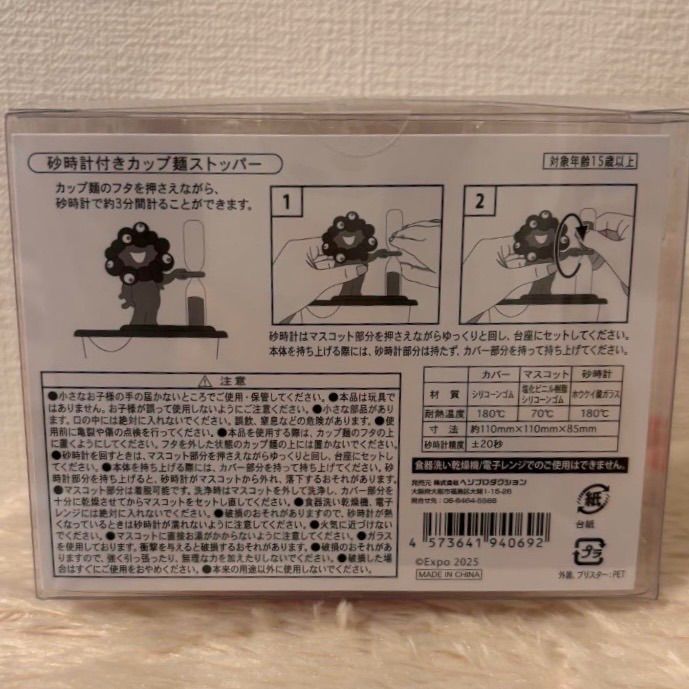 砂時計付きカップ麺ストッパー
対象年齢15歳以上
カップ麺のフタを押さえながら、
砂時計で約3分間計ることができます。
1
2
砂時計はマスコット部分を押さえながらゆっくりと回し、台座にセットしてください。
本体を持ち上げる際には、砂時計部分は持たず、カバー部分を持って持ち上げてください。
⚠ 注意
●小さなお子様の手の届かないところでご使用・保管してください。●本品は玩具で
はありません。お子様が誤って使用しないようにご注意ください。●小さい部品があり
ます。口の中には絶対に入れないでください。誤飲、窒息などの危険があります。●使
用前に亀裂や傷の点検を行ってください。●本品を使用する際は、カップ麺のフタの上
に置くようにしてください。フタを外した状態のカップ麺の上には置かないでください。
●砂時計を回すときは、マスコット部分を押さえながらゆっくりと回し、台座にセットして
ください。●本体を持ち上げる際には、カバー部分を持って持ち上げてください。砂時
計部分を持ち上げると、砂時計がマスコットから外れ、落下するおそれがあります。
●マスコット部分は着脱可能です。洗浄時はマスコットを外して洗浄し、カバー部分が
十分に乾燥させてからマスコットをセットし直してください。●食器洗い乾燥機、電子レ
ンジには絶対に入れないでください。●破損のおそれがありますので、砂時計が熱
くなっているときは砂時計が濡れないように注意してください。●火気に近づけない
でください。●マスコットに直接お湯がかからないように注意してください。●ガラス
を使用しております。衝撃を与えると破損するおそれがあります。●破損のおそれがありま
すので、強く引っ張ったり、無理な力を加えたりしないでください。●破損した場
合はすぐにご使用をおやめください。●本来の用途以外に使用しないでください。
カバー マスコット 砂時計
材質 シリコーンゴム 塩化ビニル樹脂 シリコーンゴム ホウケイ酸ガラス
耐熱温度 180℃ 70℃ 180℃
寸法 約110mm×110mm×85mm
砂時計精度 ±20秒
食器洗い乾燥機/電子レンジでのご使用はできません。
発売元 株式会社ヘソプロダクション
大阪府大阪市福島区大開1-15-26
問合せ先:06-6464-5588
4 573641 940692
©Expo 2025
MADE IN CHINA
紙
台紙
プラ
外装、ブリスター:PET